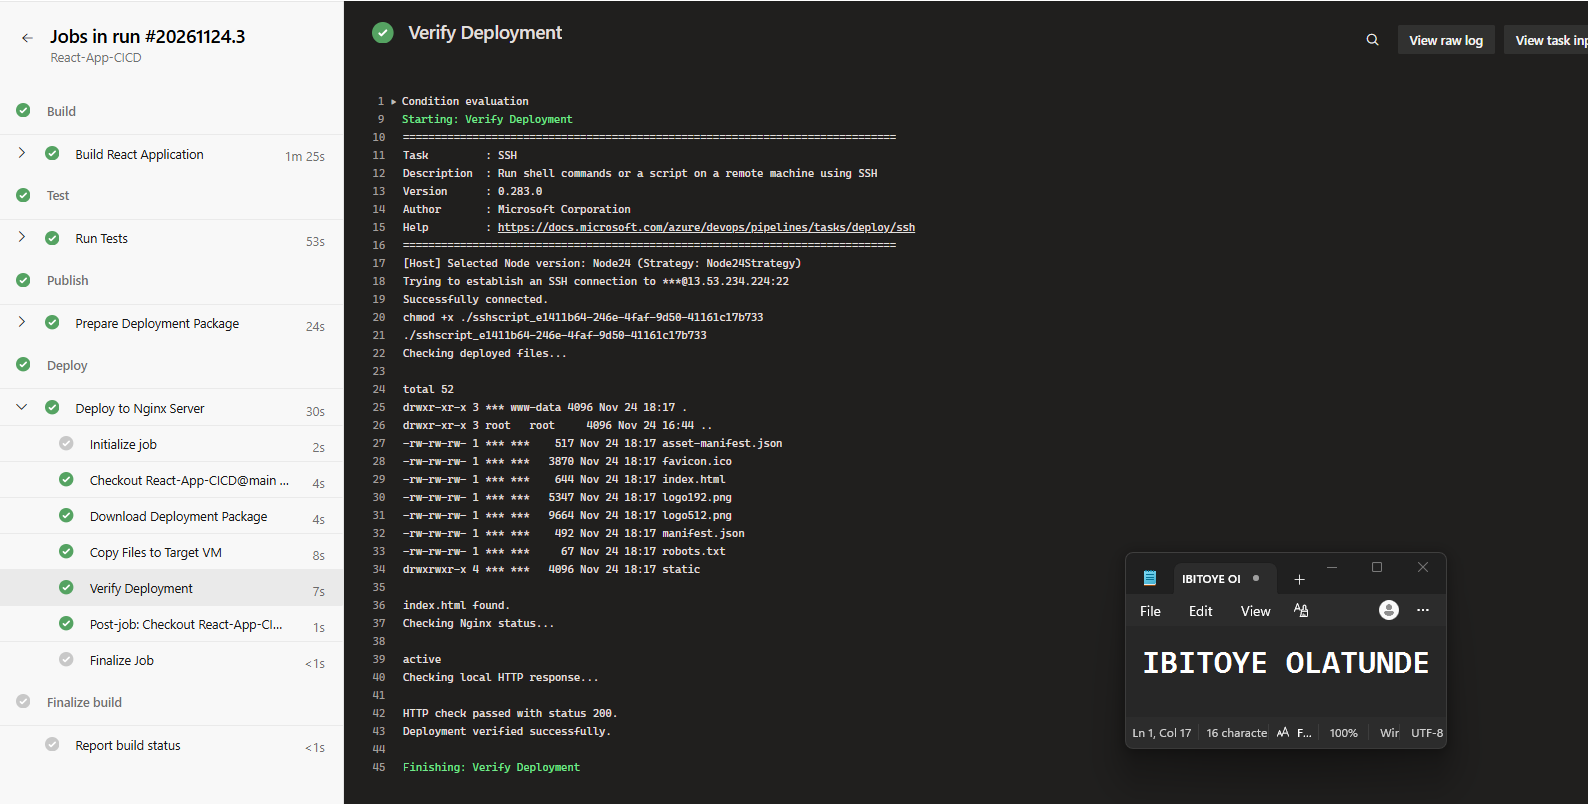 Jobs in run #20261124.3
React-App-CICD
Build
Build React Application 1m 25s
Test
Run Tests 53s
Publish
Prepare Deployment Package 24s
Deploy
Deploy to Nginx Server 30s
Initialize job 2s
Checkout React-App-CICD@main ... 4s
Download Deployment Package 4s
Copy Files to Target VM 8s
Verify Deployment 7s
Post-job: Checkout React-App-CI... 1s
Finalize Job <1s
Finalize build
Report build status <1s
Verify Deployment
View raw log
View task inp
1 Condition evaluation
9 Starting: Verify Deployment
10 ==============================================================================
11 Task         : SSH
12 Description  : Run shell commands or a script on a remote machine using SSH
13 Version      : 0.283.0
14 Author       : Microsoft Corporation
15 Help         : https://docs.microsoft.com/azure/devops/pipelines/tasks/deploy/ssh
16 ==============================================================================
17 [Host] Selected Node version: Node24 (Strategy: Node24Strategy)
18 Trying to establish an SSH connection to ***@13.53.234.224:22
19 Successfully connected.
20 chmod +x ./sshscript_e1411b64-246e-4faf-9d50-41161c17b733
21 ./sshscript_e1411b64-246e-4faf-9d50-41161c17b733
22 Checking deployed files...
23
24 total 52
25 drwxr-xr-x 3 *** www-data 4096 Nov 24 18:17 .
26 drwxr-xr-x 3 root   root     4096 Nov 24 16:44 ..
27 -rw-rw-rw- 1 *** ***    517 Nov 24 18:17 asset-manifest.json
28 -rw-rw-rw- 1 *** ***   3870 Nov 24 18:17 favicon.ico
29 -rw-rw-rw- 1 *** ***    644 Nov 24 18:17 index.html
30 -rw-rw-rw- 1 *** ***   5347 Nov 24 18:17 logo192.png
31 -rw-rw-rw- 1 *** ***   9664 Nov 24 18:17 logo512.png
32 -rw-rw-rw- 1 *** ***    492 Nov 24 18:17 manifest.json
33 -rw-rw-rw- 1 *** ***     67 Nov 24 18:17 robots.txt
34 drwxrwxr-x 4 *** ***   4096 Nov 24 18:17 static
35
36 index.html found.
37 Checking Nginx status...
38
39 active
40 Checking local HTTP response...
41
42 HTTP check passed with status 200.
43 Deployment verified successfully.
44
45 Finishing: Verify Deployment
IBITOYE OI
File Edit View
IBITOYE OLATUNDE
Ln 1, Col 17 16 characte F... 100% Wir UTF-8